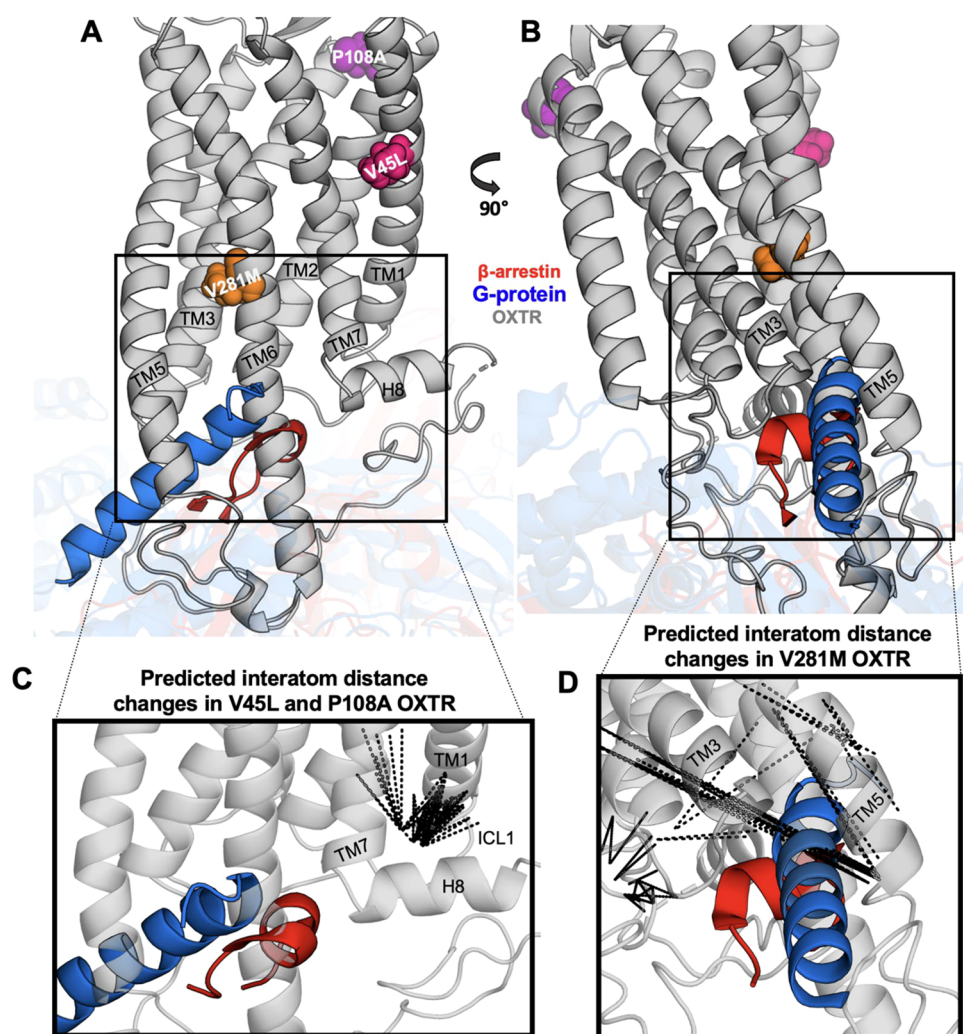 A
B
P108A
V45L
90°
V281M
TM2
TM1
TM3
TM7
TM5
TM6
H8
β-arrestin
G-protein
OXTR
TM3
TM5
Predicted interatom distance
changes in V45L and P108A OXTR
Predicted interatom distance
changes in V281M OXTR
C
D
TM1
ICL1
TM7
H8
TM3
TM5